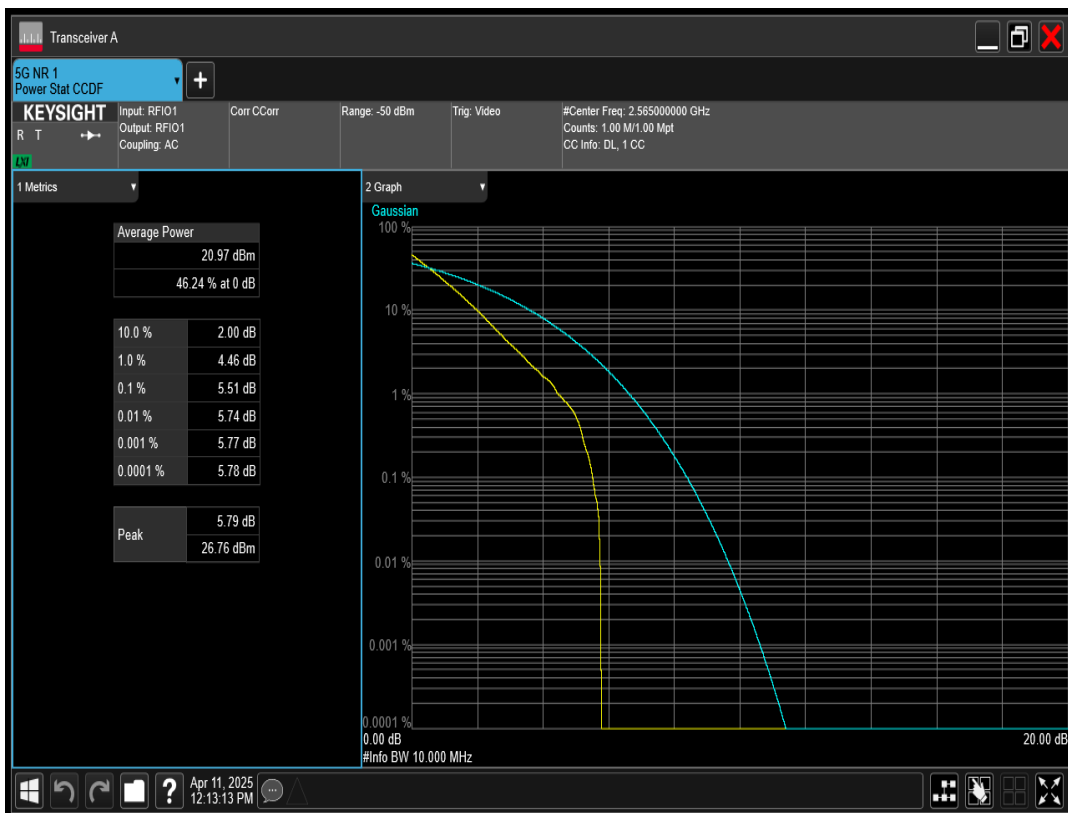 Transceiver A
5G NR 1
Power Stat CCDF
+
KEYSIGHT
R T
LXI
Input: RFIO1
Output: RFIO1
Coupling: AC
Corr CCorr
Range: -50 dBm
Trig: Video
#Center Freq: 2.565000000 GHz
Counts: 1.00 M/1.00 Mpt
CC Info: DL, 1 CC
1 Metrics
Average Power
20.97 dBm
46.24 % at 0 dB
10.0 % 2.00 dB
1.0 % 4.46 dB
0.1 % 5.51 dB
0.01 % 5.74 dB
0.001 % 5.77 dB
0.0001 % 5.78 dB
Peak
5.79 dB
26.76 dBm
2 Graph
Gaussian
100 %
10 %
1 %
0.1 %
0.01 %
0.001 %
0.0001 %
0.00 dB 20.00 dB
#Info BW 10.000 MHz
?
Apr 11, 2025
12:13:13 PM